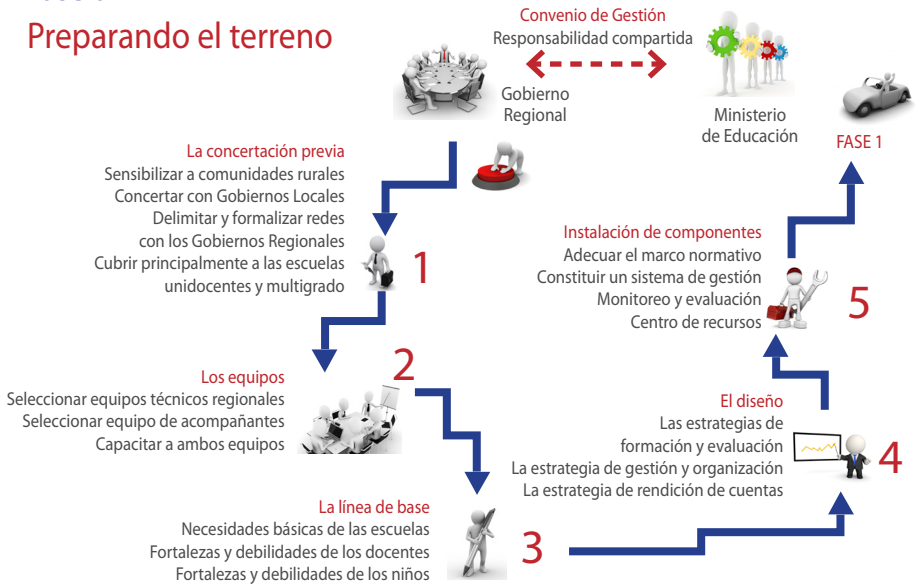 Preparando el terreno
Convenio de Gestión
Responsabilidad compartida
Gobierno
Regional
Ministerio
de Educación
FASE 1
La concertación previa
Sensibilizar a comunidades rurales
Concertar con Gobiernos Locales
Delimitar y formalizar redes
con los Gobiernos Regionales
Cubrir principalmente a las escuelas
unidocentes y multigrado
1
Los equipos
Seleccionar equipos técnicos regionales
Seleccionar equipo de acompañantes
Capacitar a ambos equipos
2
La línea de base
Necesidades básicas de las escuelas
Fortalezas y debilidades de los docentes
Fortalezas y debilidades de los niños
3
El diseño
Las estrategias de
formación y evaluación
La estrategia de gestión y organización
La estrategia de rendición de cuentas
4
Instalación de componentes
Adecuar el marco normativo
Constituir un sistema de gestión
Monitoreo y evaluación
Centro de recursos
5